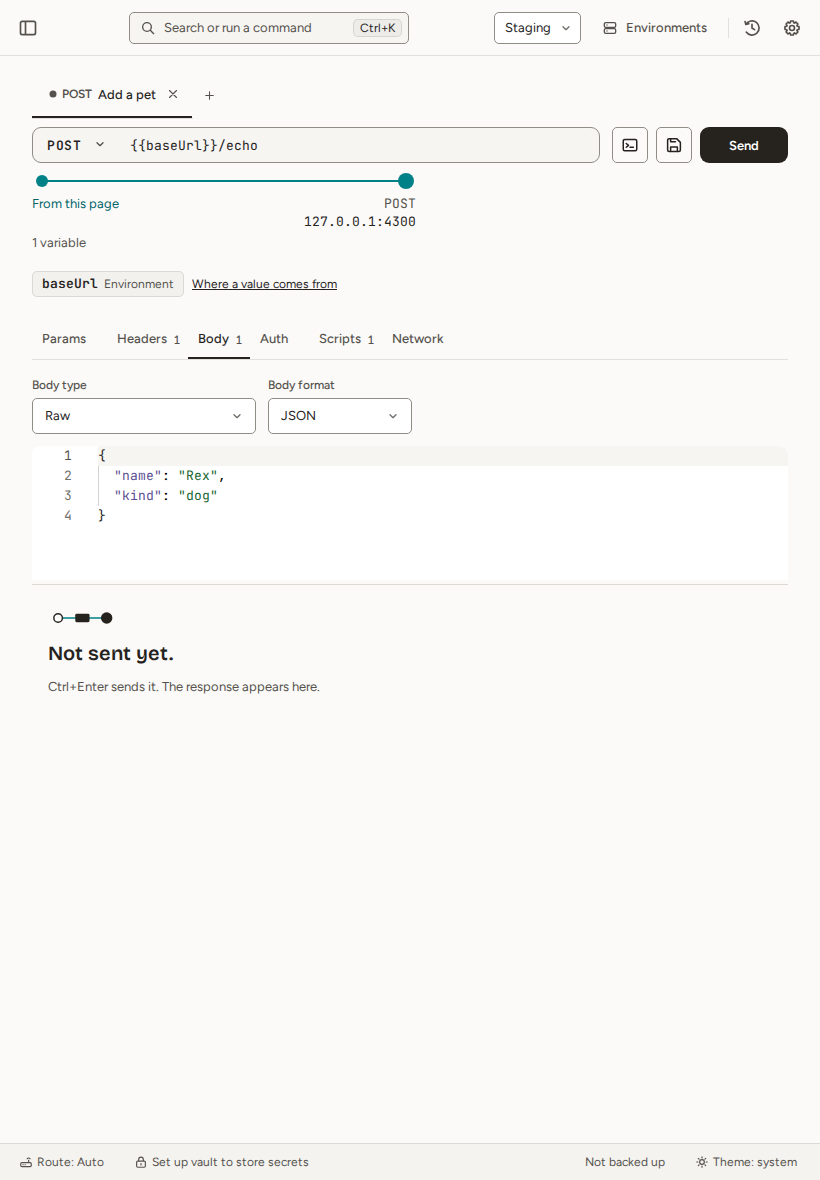 Search or run a command Ctrl+K Staging Environments
POST Add a pet
POST {{baseUrl}}/echo Send
From this page POST
127.0.0.1:4300
1 variable
baseUrl Environment Where a value comes from
Params Headers 1 Body 1 Auth Scripts 1 Network
Body type Body format
Raw JSON
1 {
2 "name": "Rex",
3 "kind": "dog"
4 }
Not sent yet.
Ctrl+Enter sends it. The response appears here.
Route: Auto Set up vault to store secrets Not backed up Theme: system